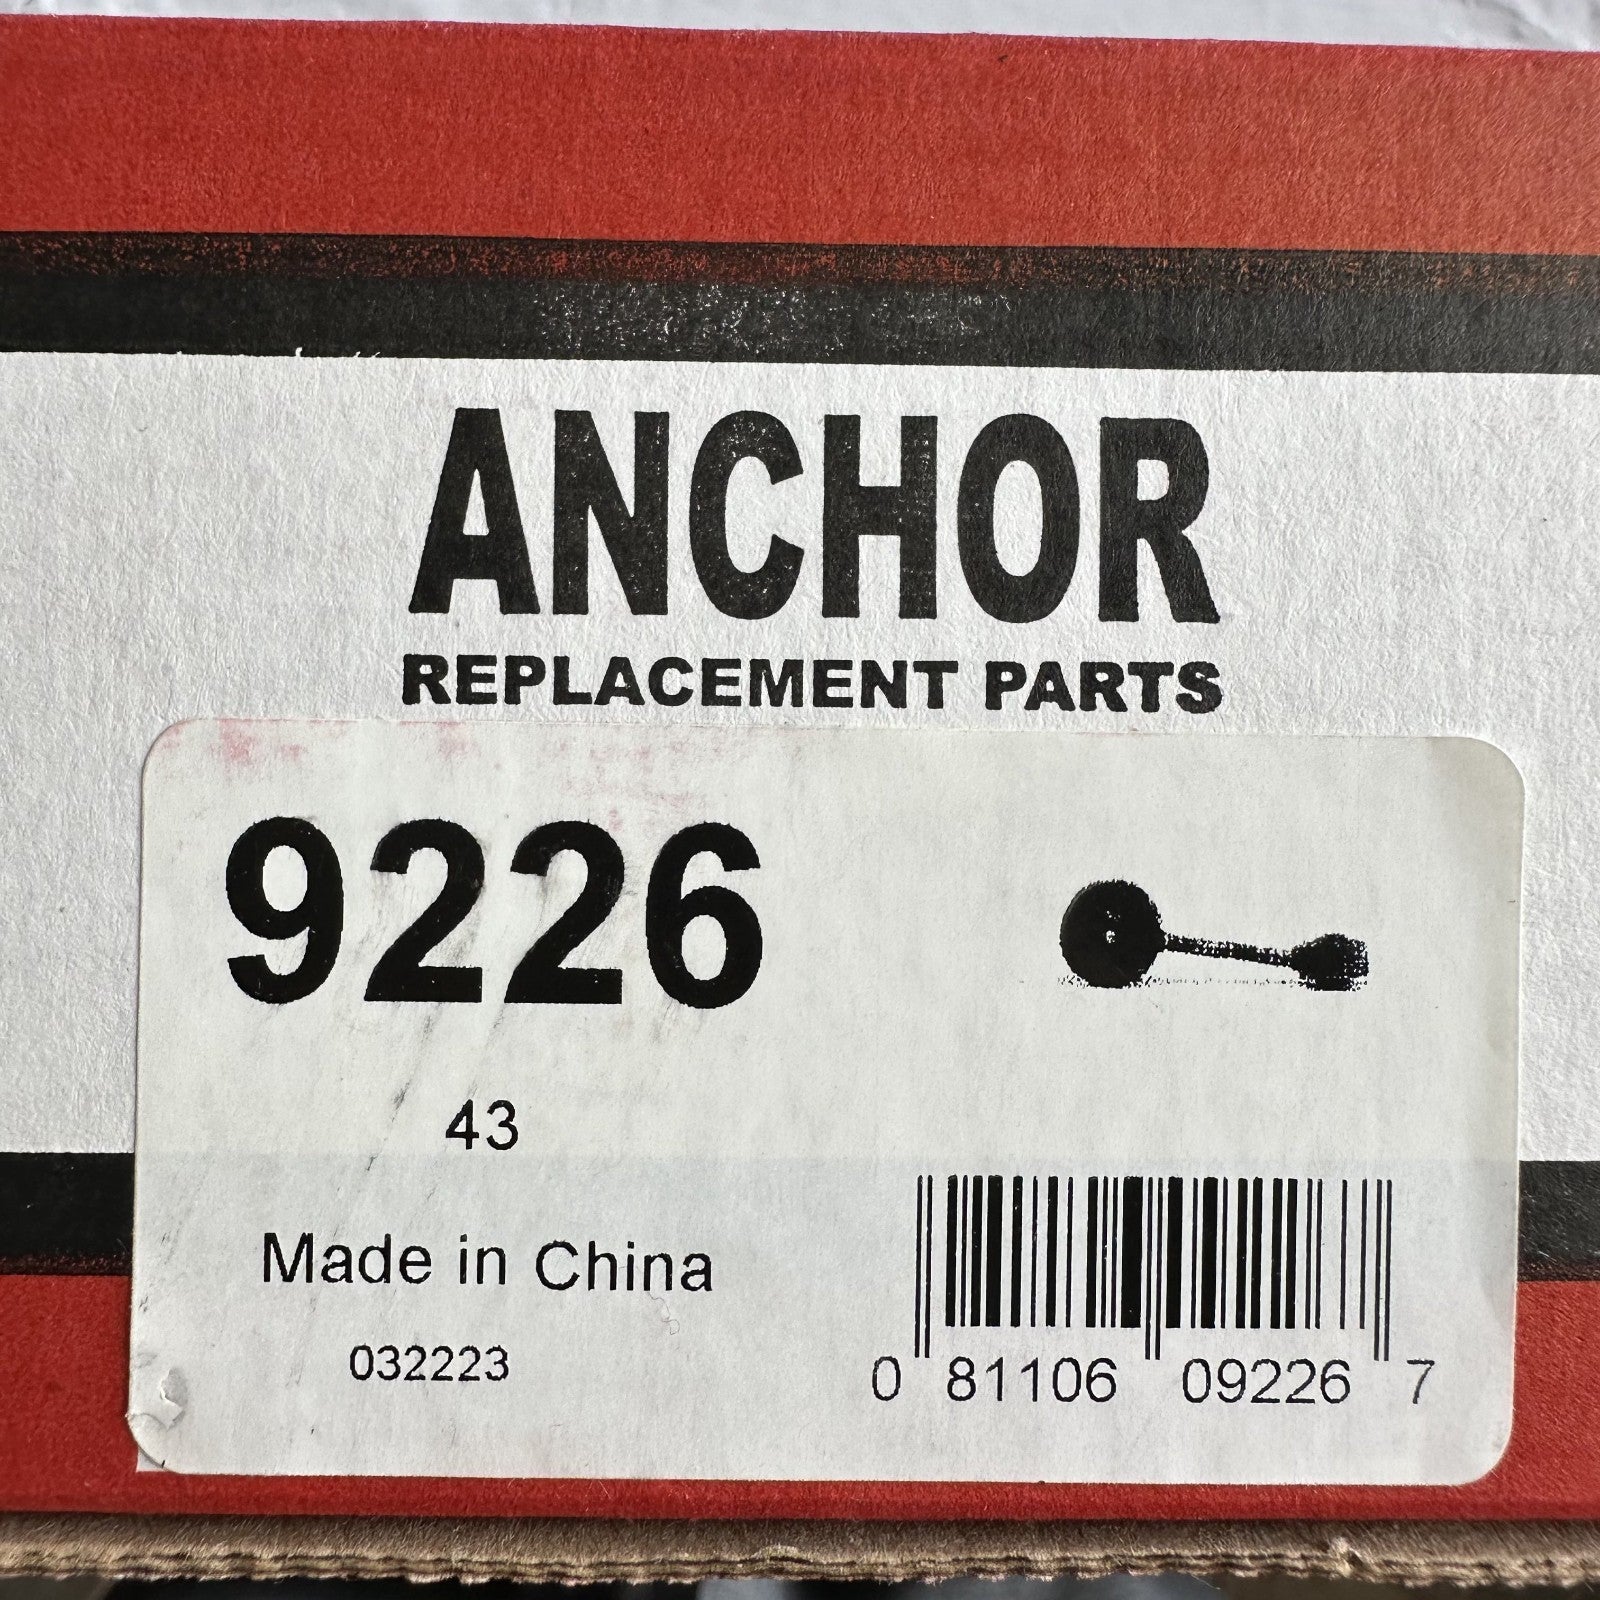 ANCHOR
REPLACEMENT PARTS
9226
43
Made in China
032223
0 81106 09226 7